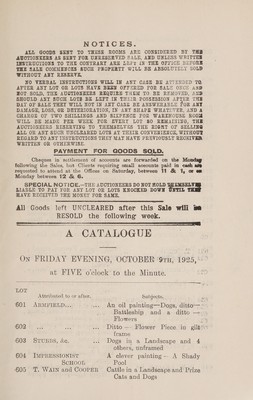 NOTICES.
ALL GOODS SENT TO THESE ROOMS ARE CONSIDERED BY THE
AUCTIONEERS AS SENT FOR UNRESERVED SALE, AND UNLESS WRITTEN
INSTRUCTIONS TO THE CONTRARY ARE LEFT IN THE OFFICE BEFORE
THE SALE COMMENCES SUCH PROPERTY WILL BE ABSOLUTELY SOLD
WITHOUT ANY RESERVE.
NO VERBAL INSTRUCTIONS WILL IN ANY CASE BE ATTENDED TO.
AFTER ANY LOT OR LOTS HAVE BEEN OFFERED FOR SALE ONCE AND
NOT SOLD, THE AUCTIONEERS REQUIRE THEM TO BE REMOVED, AND
SHOULD ANY SUCH LOTS BE LEFT IN THEIR POSSESSION AFTER THE
DAY OF SALE THEY WILL NOT IN ANY CASE BE ANSWERABLE FOR ANY
DAMAGE, LOSS, OR DETERIORATION, IN ANY SHAPE WHATEVER, AND A
CHARGE OF TWO SHILLINGS AND SIXPENCE FOR WAREHOUSE ROOM
WILL BE MADE PER WEEK FOR EVERY LOT SO REMAINING, THE
AUCTIONEERS RESERVING TO THEMSELVES THE RIGHT OF SELLING
ALL OR ANY SUCH UNCLEARED LOTS AT THEIR CONVENIENCE, WITHOUT
REGARD TO ANY INSTRUCTIONS THEY MAY HAVE PREVIOUSLY RECEIVED,
WRITTEN OR OTHERWISE.
PAYMENT FOR GOODS SOLD.
Cheques in settlement of accounts are forwarded on the Monday
following the Sales, but Clients requiring small accounts paid in cash are
requested to attend at the Offices on Saturday, between 11 & 1, or on
Monday between 12 & 6.
SPECIAL NOTICE.—THE AUCTIONEERS DO NOT HOLD THEMSELVES
LIABLE TO PAY FOR ANY LOT OR LOTS KNOCKED DOWN UNTIL THEY
HAVE RECEIVED THE MONEY FOR SAME.
All Goods left UNCLEARED after this Sale will be
RESOLD the following week.
A CATALOGUE
ON FRIDAY EVENING, OCTOBER 9TH, 1925,
at FIVE o'clock to the Minute.
LOT
Attributed to or after. Subjects.
601 ARMFIELD... ... An oil painting—Dogs, ditto—
Battleship and a ditto —
Flowers
602 ... ... ... Ditto — Flower Piece in gilt
frame
603 STUBBS, &c. ... Dogs in a Landscape and 4
others, unframed
604 IMPRESSIONIST A clever painting — A Shady
SCHOOL Pool
605 T. WAIN and COOPER Cattle in a Landscape and Prize
Cats and Dogs